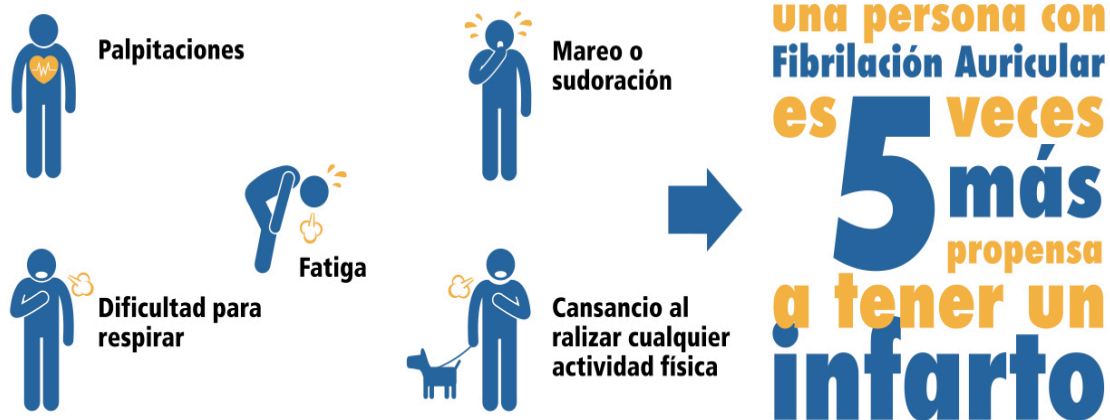 Palpitaciones
Mareo o
sudoración
Fatiga
Dificultad para
respirar
Cansancio al
ralizar cualquier
actividad física
una persona con
Fibrilación Auricular
es 5 veces
más
propensa
a tener un
infarto